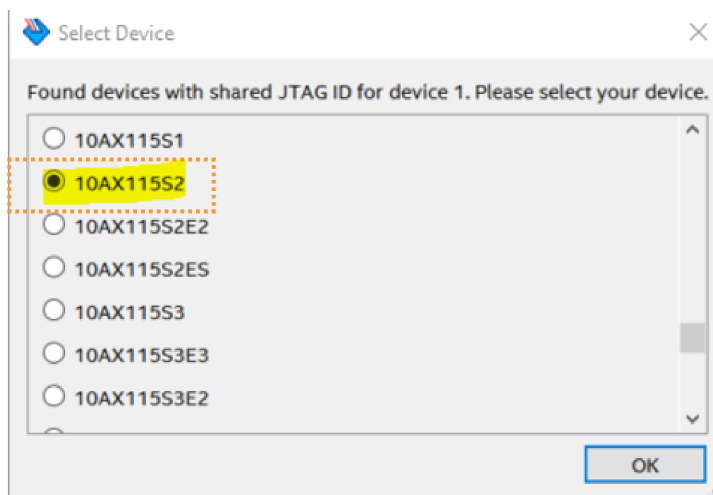 Select Device
Found devices with shared JTAG ID for device 1. Please select your device.
10AX115S1
10AX115S2
10AX115S2E2
10AX115S2ES
10AX115S3
10AX115S3E3
10AX115S3E2
OK